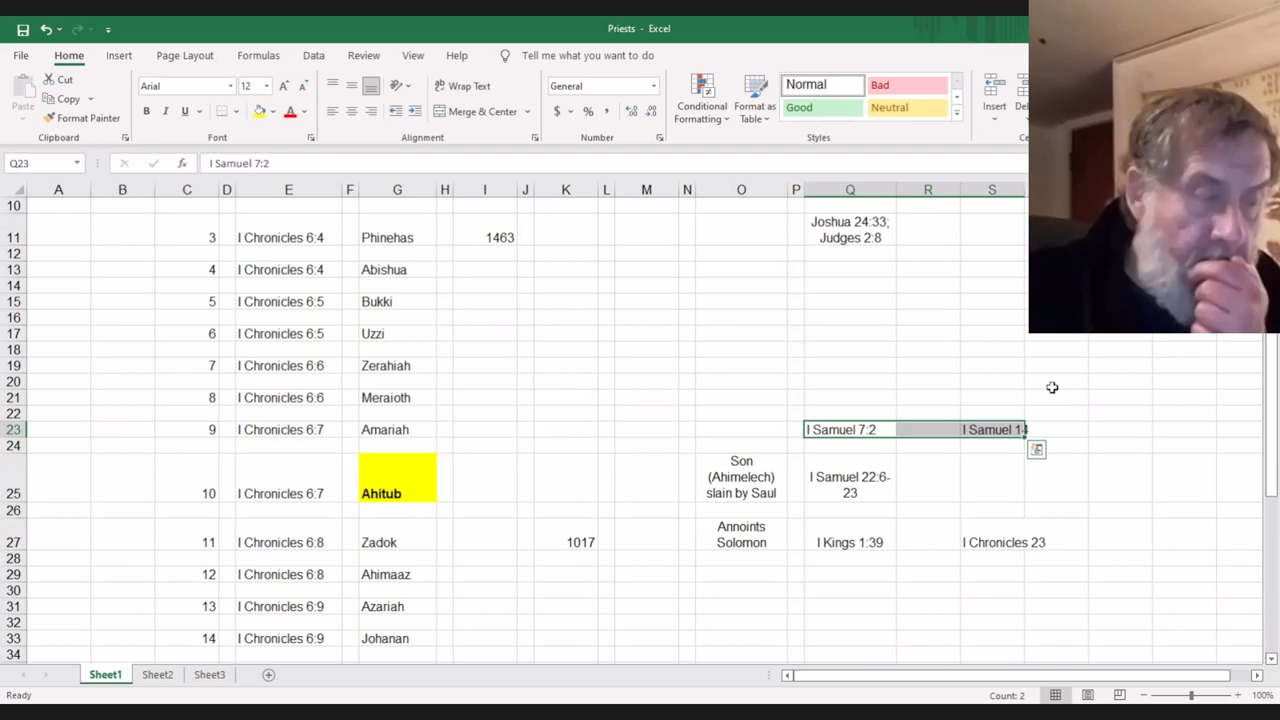 Priests - Excel
File Home Insert Page Layout Formulas Data Review View Help Tell me what you want to do
Paste
Cut
Copy
Format Painter
Clipboard
Arial 12 A A
B I U A
Font
Wrap Text
Merge & Center
Alignment
General
$ % ,
Number
Conditional
Formatting
Format as
Table
Normal Bad
Good Neutral
Styles
Insert
Q23 fx I Samuel 7:2
A B C D E F G H I J K L M N O P Q R S
10
11 3 I Chronicles 6:4 Phinehas 1463 Joshua 24:33;
Judges 2:8
12
13 4 I Chronicles 6:4 Abishua
14
15 5 I Chronicles 6:5 Bukki
16
17 6 I Chronicles 6:5 Uzzi
18
19 7 I Chronicles 6:6 Zerahiah
20
21 8 I Chronicles 6:6 Meraioth
22
23 9 I Chronicles 6:7 Amariah I Samuel 7:2 I Samuel 14
24
25 10 I Chronicles 6:7 Ahitub Son
(Ahimelech)
slain by Saul I Samuel 22:6-
23
26
27 11 I Chronicles 6:8 Zadok 1017 Annoints
Solomon I Kings 1:39 I Chronicles 23
28
29 12 I Chronicles 6:8 Ahimaaz
30
31 13 I Chronicles 6:9 Azariah
32
33 14 I Chronicles 6:9 Johanan
34
Sheet1 Sheet2 Sheet3
Ready Count: 2 100%